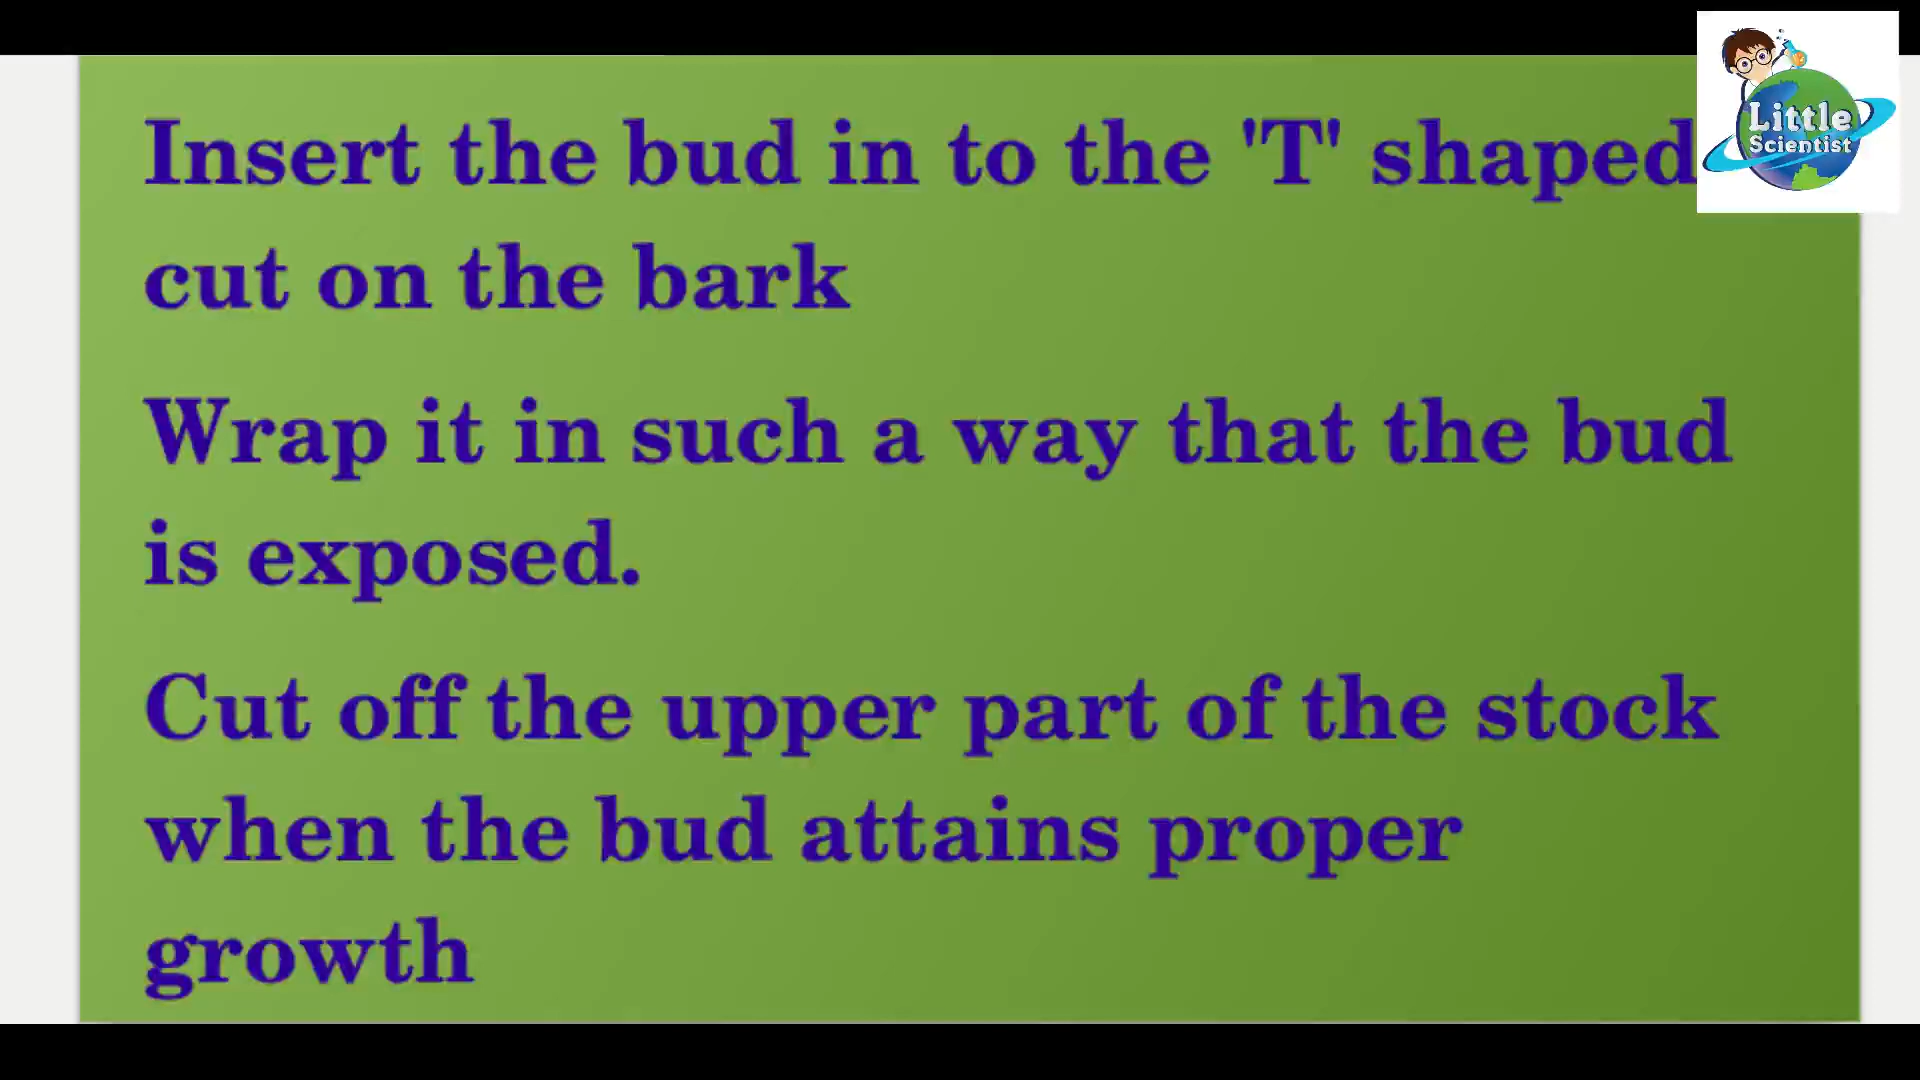 Insert the bud in to the 'T' shaped
cut on the bark
Wrap it in such a way that the bud
is exposed.
Cut off the upper part of the stock
when the bud attains proper
growth
Little
Scientist